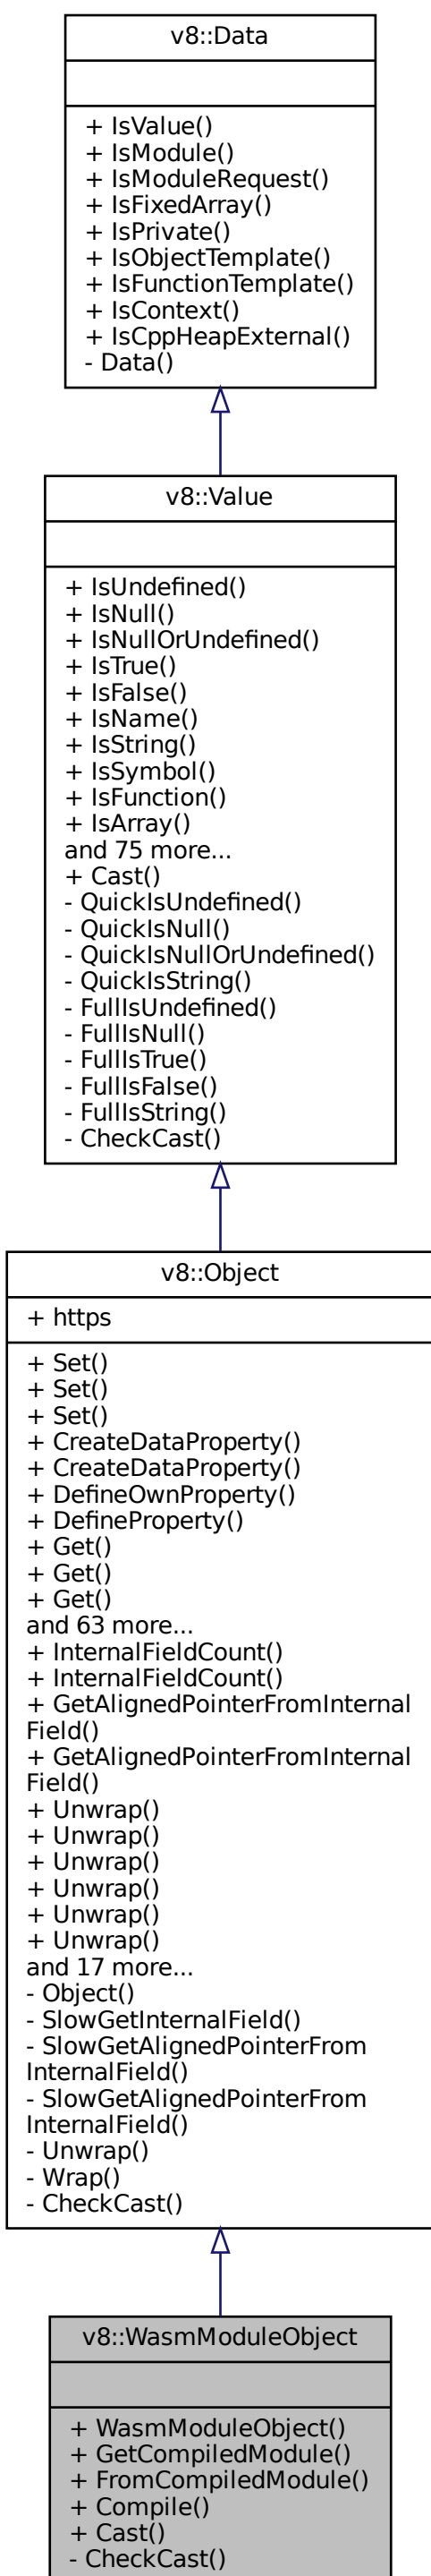 v8::Data
+ IsValue()
+ IsModule()
+ IsModuleRequest()
+ IsFixedArray()
+ IsPrivate()
+ IsObjectTemplate()
+ IsFunctionTemplate()
+ IsContext()
+ IsCppHeapExternal()
- Data()
v8::Value
+ IsUndefined()
+ IsNull()
+ IsNullOrUndefined()
+ IsTrue()
+ IsFalse()
+ IsName()
+ IsString()
+ IsSymbol()
+ IsFunction()
+ IsArray()
and 75 more...
+ Cast()
- QuickIsUndefined()
- QuickIsNull()
- QuickIsNullOrUndefined()
- QuickIsString()
- FullIsUndefined()
- FullIsNull()
- FullIsTrue()
- FullIsFalse()
- FullIsString()
- CheckCast()
v8::Object
+ https
+ Set()
+ Set()
+ Set()
+ CreateDataProperty()
+ CreateDataProperty()
+ DefineOwnProperty()
+ DefineProperty()
+ Get()
+ Get()
+ Get()
and 63 more...
+ InternalFieldCount()
+ InternalFieldCount()
+ GetAlignedPointerFromInternal
Field()
+ GetAlignedPointerFromInternal
Field()
+ Unwrap()
+ Unwrap()
+ Unwrap()
+ Unwrap()
+ Unwrap()
+ Unwrap()
and 17 more...
- Object()
- SlowGetInternalField()
- SlowGetAlignedPointerFrom
InternalField()
- SlowGetAlignedPointerFrom
InternalField()
- Unwrap()
- Wrap()
- CheckCast()
v8::WasmModuleObject
+ WasmModuleObject()
+ GetCompiledModule()
+ FromCompiledModule()
+ Compile()
+ Cast()
- CheckCast()